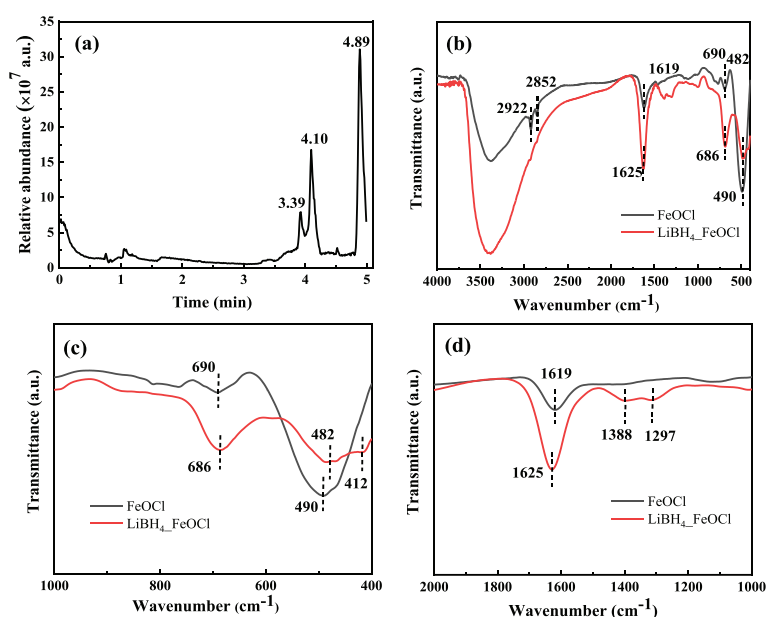 (a)
Relative abundance (×10⁷ a.u.)
35
30
25
20
15
10
5
0
3.39
4.10
4.89
0 1 2 3 4 5
Time (min)
(b)
Transmittance (a.u.)
2922
2852
1619
1625
690
482
686
490
FeOCl
LiBH₄_FeOCl
4000 3500 3000 2500 2000 1500 1000 500
Wavenumber (cm⁻¹)
(c)
Transmittance (a.u.)
690
686
482
490
412
FeOCl
LiBH₄_FeOCl
1000 800 600 400
Wavenumber (cm⁻¹)
(d)
Transmittance (a.u.)
1619
1625
1388
1297
FeOCl
LiBH₄_FeOCl
2000 1800 1600 1400 1200 1000
Wavenumber (cm⁻¹)